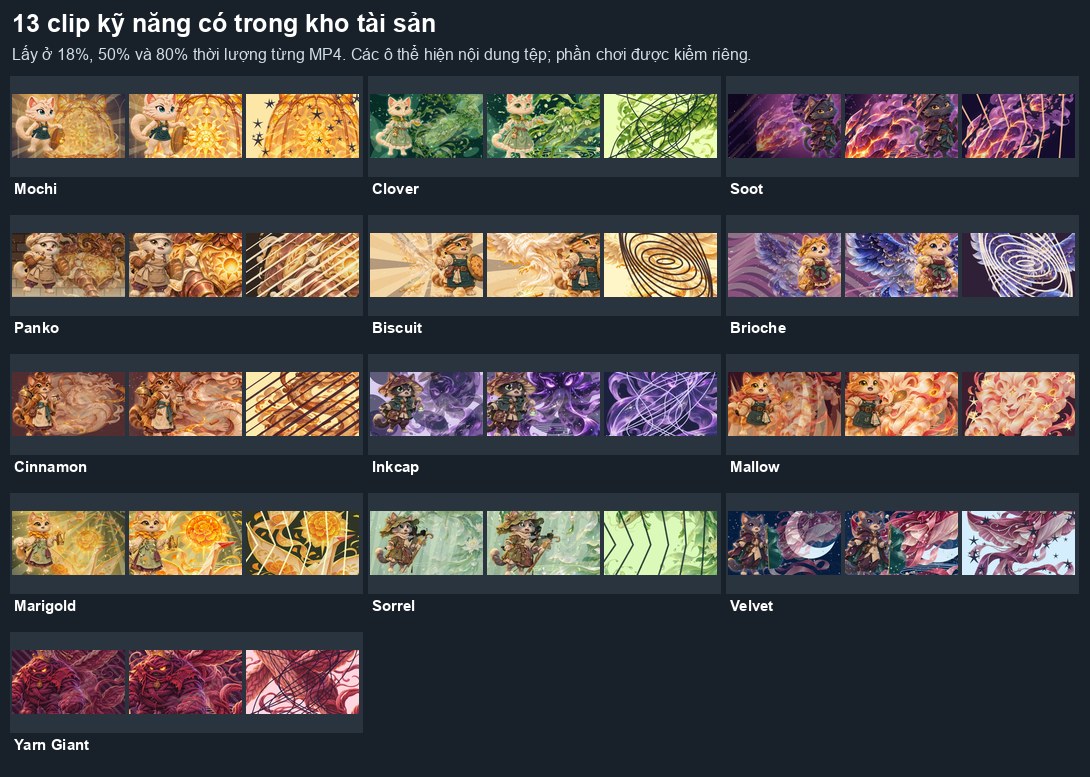 13 clip kỹ năng có trong kho tài sản
Lấy ở 18%, 50% và 80% thời lượng từng MP4. Các ô thể hiện nội dung tệp; phần chơi được kiểm riêng.
Mochi
Clover
Soot
Panko
Biscuit
Brioche
Cinnamon
Inkcap
Mallow
Marigold
Sorrel
Velvet
Yarn Giant